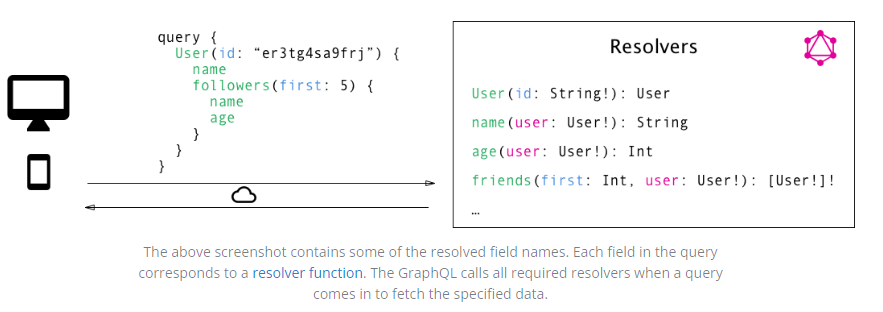 query {
User(id: “er3tg4sa9frj”) {
name
followers(first: 5) {
name
age
}
}
}
Resolvers
User(id: String!): User
name(user: User!): String
age(user: User!): Int
friends(first: Int, user: User!): [User!]!
…
The above screenshot contains some of the resolved field names. Each field in the query
corresponds to a resolver function. The GraphQL calls all required resolvers when a query
comes in to fetch the specified data.